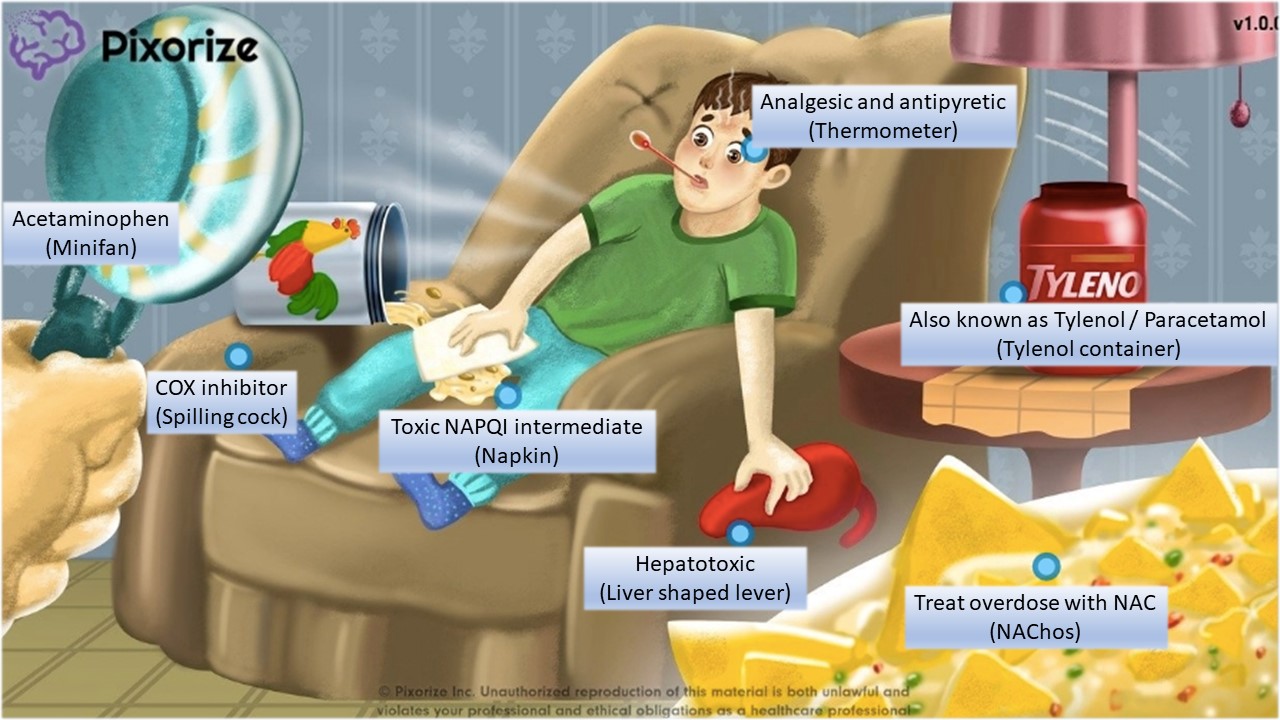 Pixorize
v1.0.0
Analgesic and antipyretic
(Thermometer)
Acetaminophen
(Minifan)
TYLENO
Also known as Tylenol / Paracetamol
(Tylenol container)
COX inhibitor
(Spilling cock)
Toxic NAPQI intermediate
(Napkin)
Hepatotoxic
(Liver shaped lever)
Treat overdose with NAC
(NAChos)
© Pixorize Inc. Unauthorized reproduction of this material is both unlawful and
violates your professional and ethical obligations as a healthcare professional